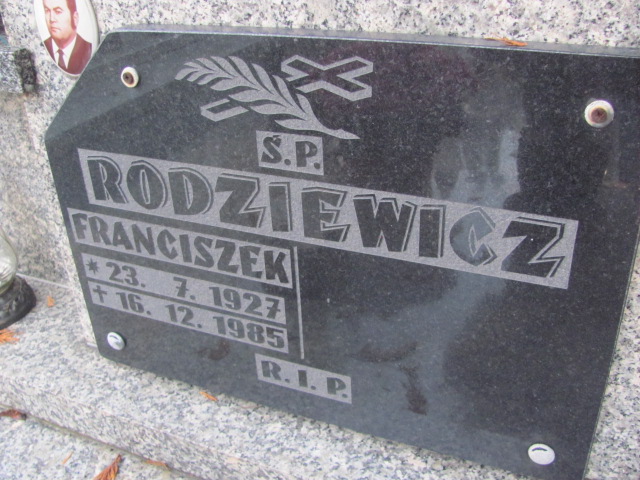 Ś.P.
RODZIEWICZ
FRANCISZEK
* 23. 7. 1927
+ 16. 12. 1985
R. I. P.